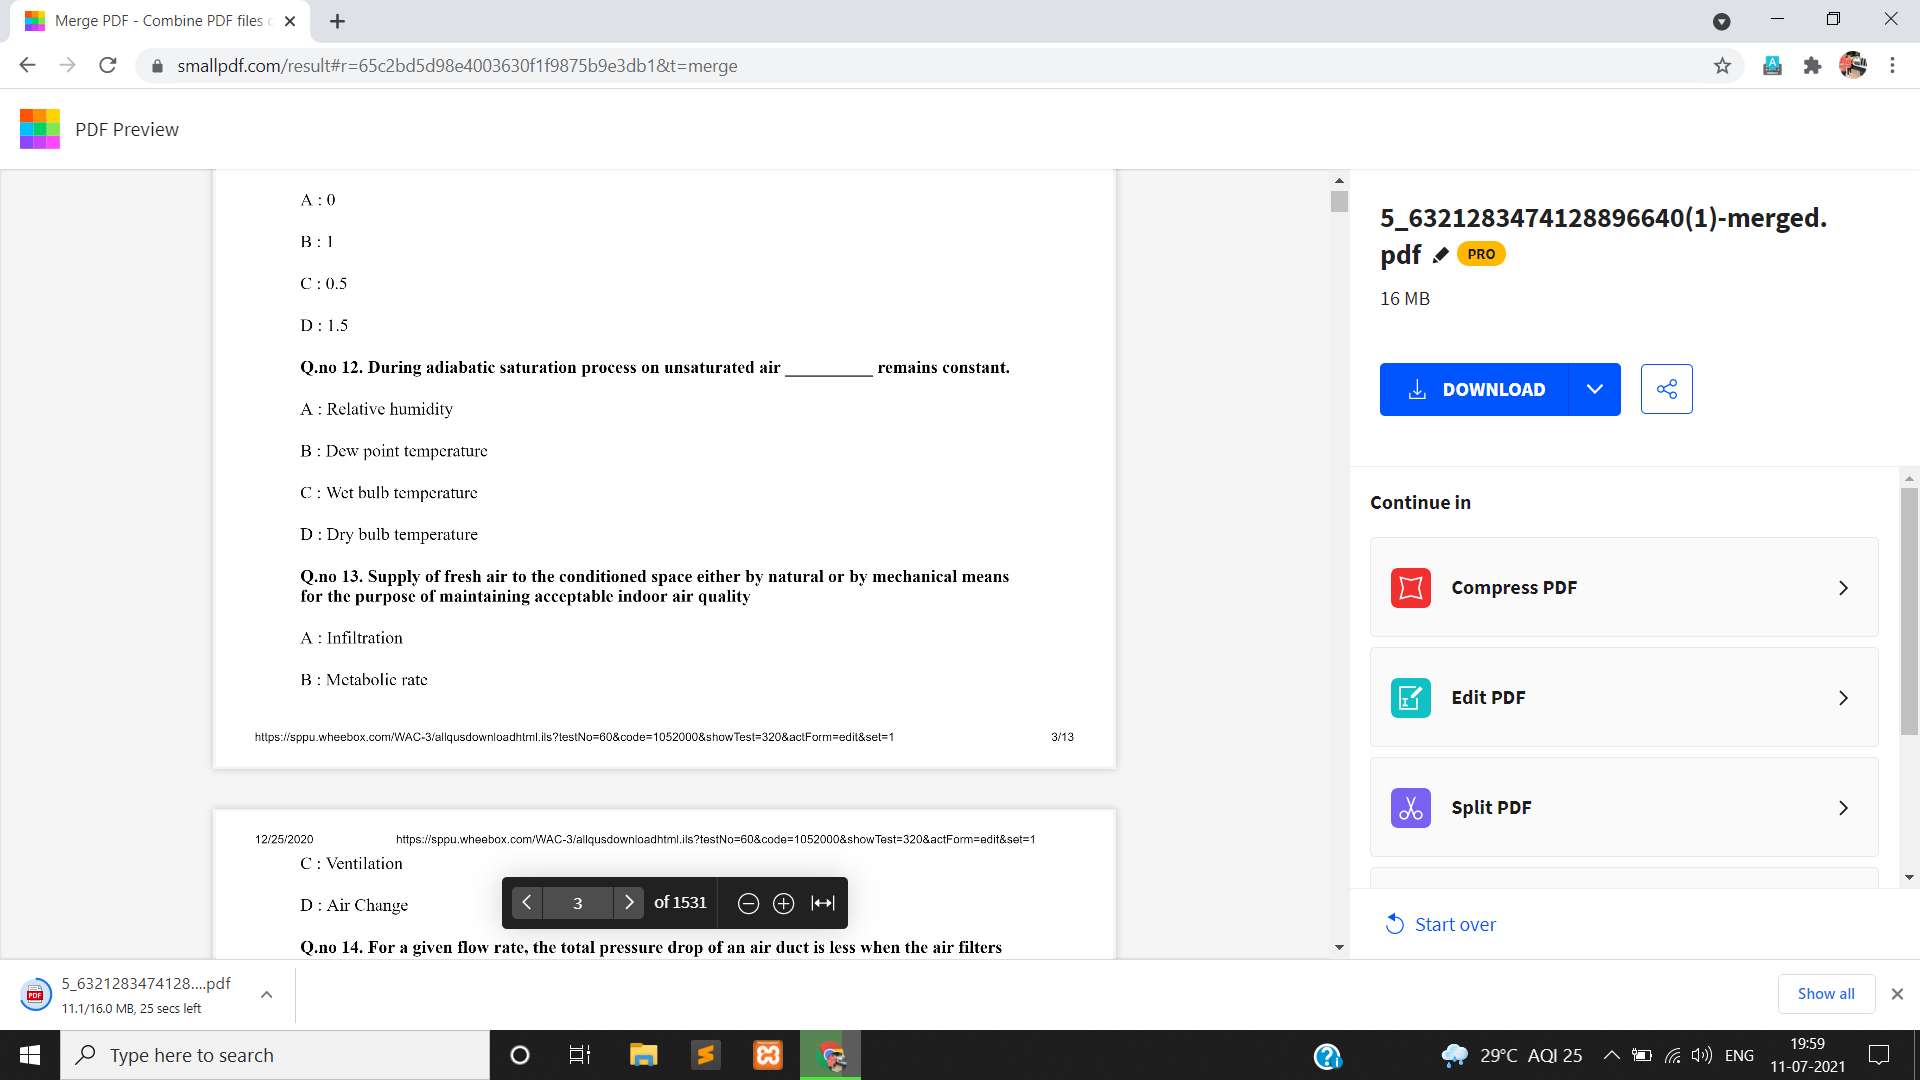 Merge PDF - Combine PDF files
smallpdf.com/result#r=65c2bd5d98e4003630f1f9875b9e3db1&t=merge
PDF Preview
A : 0
B : 1
C : 0.5
D : 1.5
Q.no 12. During adiabatic saturation process on unsaturated air __________ remains constant.
A : Relative humidity
B : Dew point temperature
C : Wet bulb temperature
D : Dry bulb temperature
Q.no 13. Supply of fresh air to the conditioned space either by natural or by mechanical means
for the purpose of maintaining acceptable indoor air quality
A : Infiltration
B : Metabolic rate
https://sppu.wheebox.com/WAC-3/allqusdownloadhtml.ils?testNo=60&code=1052000&showTest=320&actForm=edit&set=1 3/13
12/25/2020 https://sppu.wheebox.com/WAC-3/allqusdownloadhtml.ils?testNo=60&code=1052000&showTest=320&actForm=edit&set=1
C : Ventilation
D : Air Change
3 of 1531
Q.no 14. For a given flow rate, the total pressure drop of an air duct is less when the air filters
5_6321283474128896640(1)-merged.
pdf PRO
16 MB
DOWNLOAD
Continue in
Compress PDF
Edit PDF
Split PDF
Start over
5_6321283474128....pdf
11.1/16.0 MB, 25 secs left
Show all
Type here to search
29°C AQI 25
ENG
19:59
11-07-2021